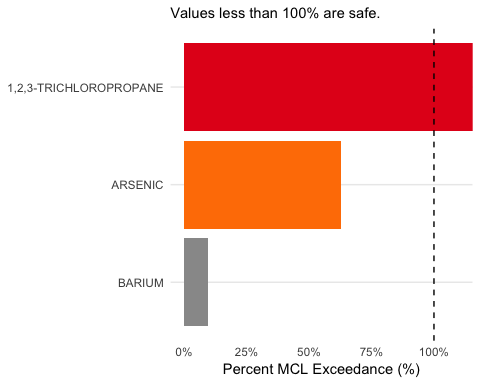 Values less than 100% are safe.
1,2,3-TRICHLOROPROPANE
ARSENIC
BARIUM
0% 25% 50% 75% 100%
Percent MCL Exceedance (%)